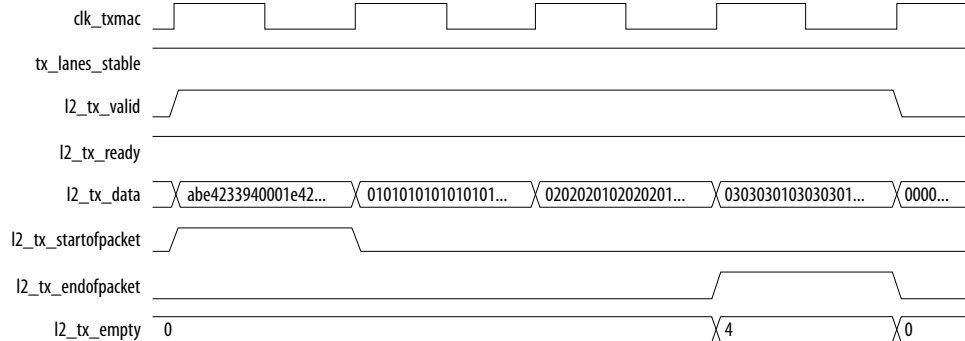 clk_txmac
tx_lanes_stable
l2_tx_valid
l2_tx_ready
l2_tx_data abe4233940001e42... 0101010101010101... 0202020102020201... 0303030103030301... 0000...
l2_tx_startofpacket
l2_tx_endofpacket
l2_tx_empty 0 4 0